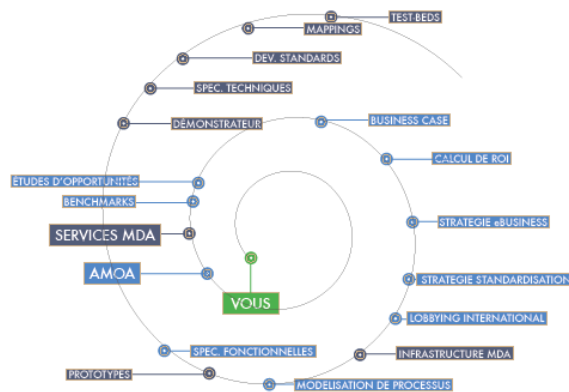 TEST-BEDS
MAPPINGS
DEV. STANDARDS
SPEC. TECHNIQUES
DÉMONSTRATEUR
BUSINESS CASE
CALCUL DE ROI
ÉTUDES D'OPPORTUNITÉS
BENCHMARKS
STRATEGIE eBUSINESS
SERVICES MDA
AMOA
STRATEGIE STANDARDISATION
VOUS
LOBBYING INTERNATIONAL
SPEC. FONCTIONNELLES
INFRASTRUCTURE MDA
PROTOTYPES
MODELISATION DE PROCESSUS